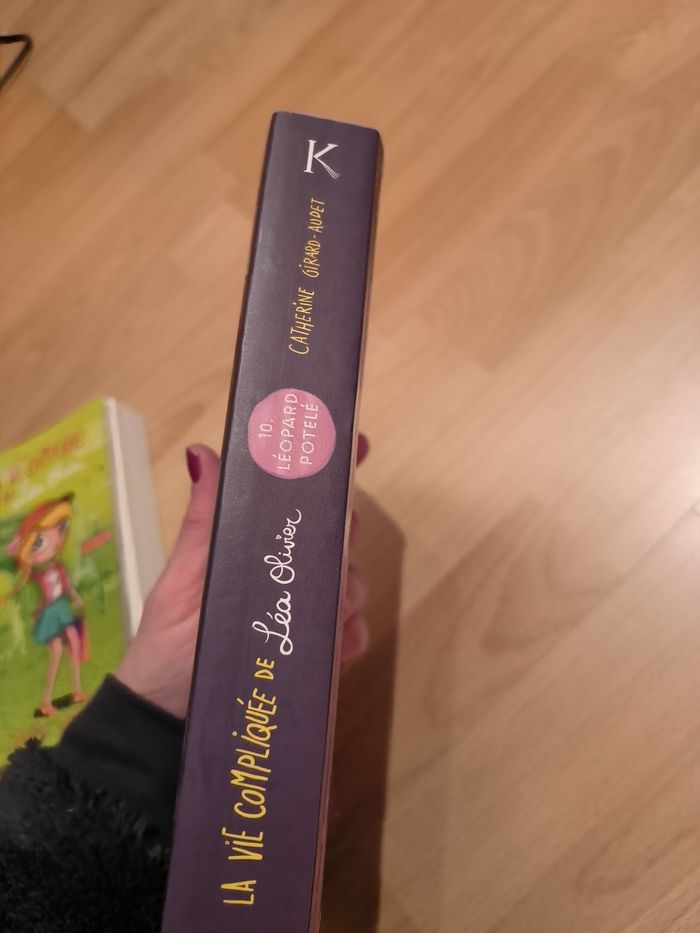 K
CATHERINE GIRARD-AUDET
10.
LÉOPARD
POTELÉ
LA VIE COMPLIQUÉE DE Léa Olivier